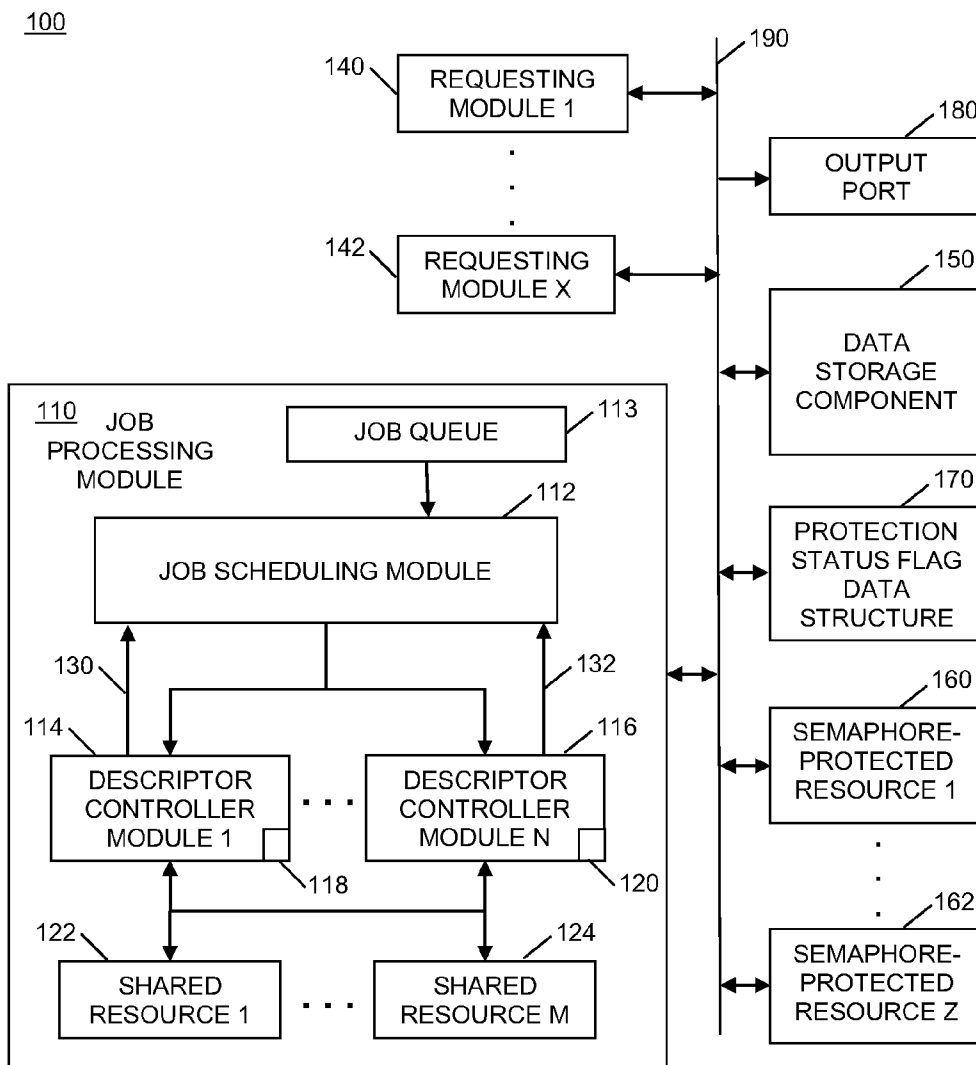 100
190
140
REQUESTING
MODULE 1
180
OUTPUT
PORT
142
REQUESTING
MODULE X
150
DATA
STORAGE
COMPONENT
110
JOB
PROCESSING
MODULE
JOB QUEUE
113
112
JOB SCHEDULING MODULE
170
PROTECTION
STATUS FLAG
DATA
STRUCTURE
130
132
114
DESCRIPTOR
CONTROLLER
MODULE 1
118
. . .
116
DESCRIPTOR
CONTROLLER
MODULE N
120
160
SEMAPHORE-
PROTECTED
RESOURCE 1
122
SHARED
RESOURCE 1
. . .
124
SHARED
RESOURCE M
162
SEMAPHORE-
PROTECTED
RESOURCE Z